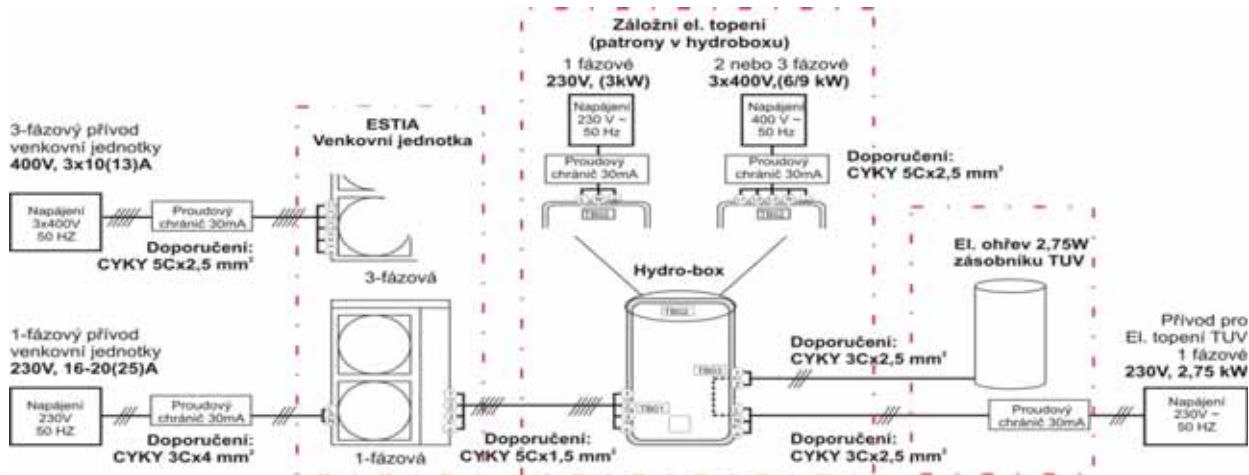 Záložní el. topení
(patrony v hydroboxu)
1 fázové
230V, (3kW)
2 nebo 3 fázové
3x400V,(6/9 kW)
Napájení
230 V ~
50 Hz
Napájení
400 V ~
50 Hz
Proudový
chránič 30mA
Proudový
chránič 30mA
Doporučení:
CYKY 5Cx2,5 mm²
TB02
TB02
ESTIA
Venkovní jednotka
3-fázový přívod
venkovní jednotky
400V, 3x10(13)A
Napájení
3x400V
50 HZ
Proudový
chránič 30mA
Doporučení:
CYKY 5Cx2,5 mm²
3-fázová
Hydro-box
TB02
El. ohřev 2,75W
zásobníku TUV
1-fázový přívod
venkovní jednotky
230V, 16-20(25)A
Napájení
230V
50 HZ
Proudový
chránič 30mA
Doporučení:
CYKY 3Cx4 mm²
1-fázová
Doporučení:
CYKY 5Cx1,5 mm²
TB01
TB03
Doporučení:
CYKY 3Cx2,5 mm²
Doporučení:
CYKY 3Cx2,5 mm²
Proudový
chránič 30mA
Přívod pro
El. topení TUV
1 fázové
230V, 2,75 kW
Napájení
230V ~
50 HZ